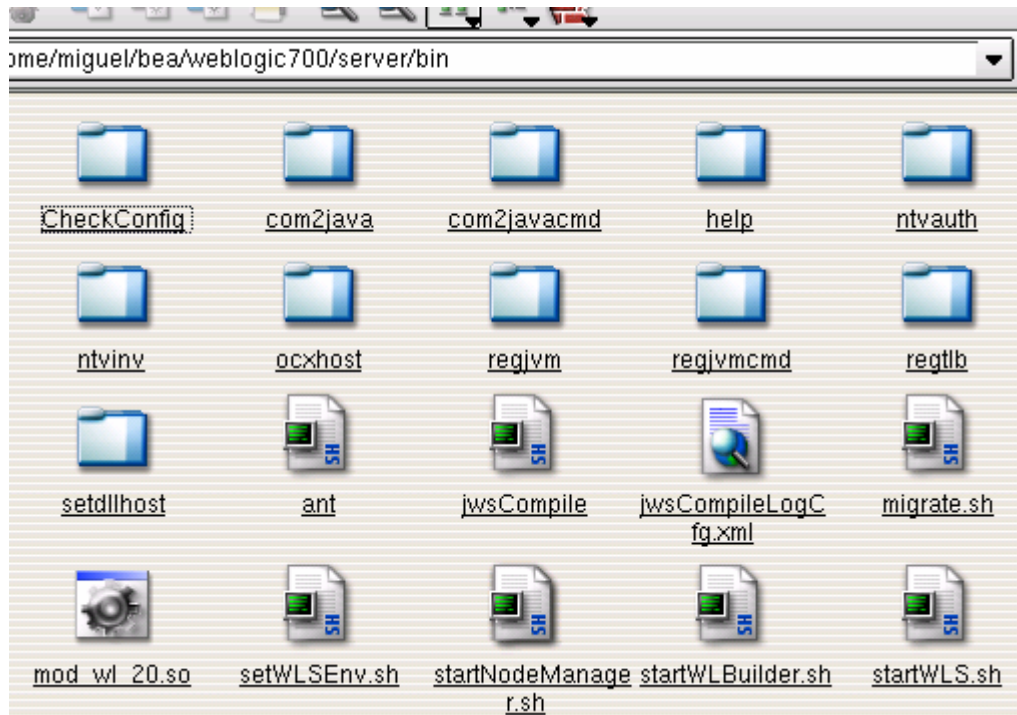 ome/miguel/bea/weblogic700/server/bin
CheckConfig com2java com2javacmd help ntvauth
ntvinv ocxhost regjvm regjvmcmd regtlb
setdllhost ant jwsCompile jwsCompileLogC migrate.sh
fg.xml
mod_wl_20.so setWLSEnv.sh startNodeManage startWLBuilder.sh startWLS.sh
r.sh